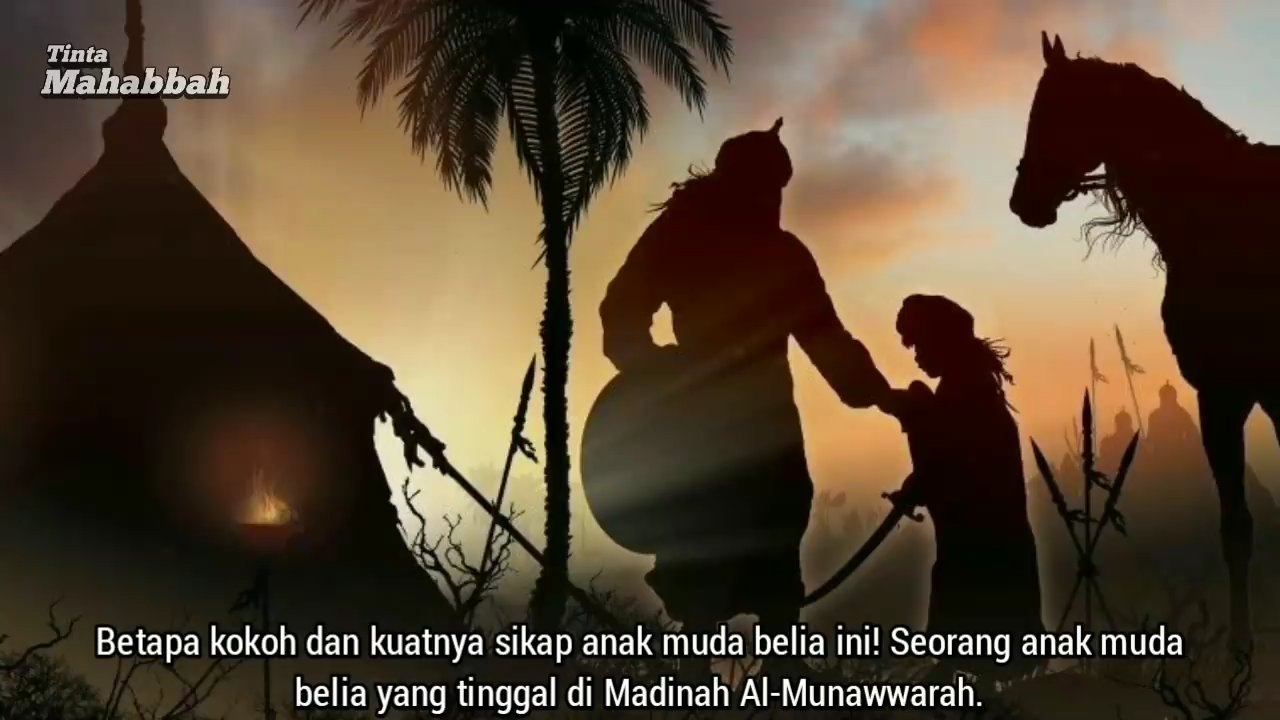 Tinta
Mahabbah
Betapa kokoh dan kuatnya sikap anak muda belia ini! Seorang anak muda
belia yang tinggal di Madinah Al-Munawwarah.